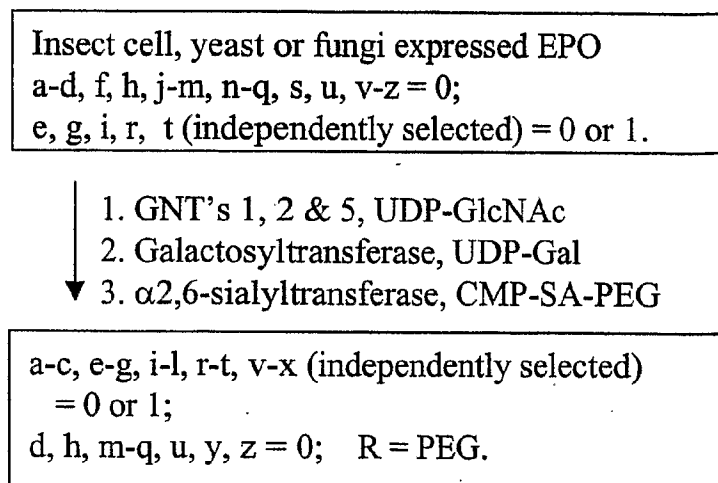 Insect cell, yeast or fungi expressed EPO
a-d, f, h, j-m, n-q, s, u, v-z = 0;
e, g, i, r, t (independently selected) = 0 or 1.
1. GNT's 1, 2 & 5, UDP-GlcNAc
2. Galactosyltransferase, UDP-Gal
3. α2,6-sialyltransferase, CMP-SA-PEG
a-c, e-g, i-l, r-t, v-x (independently selected)
= 0 or 1;
d, h, m-q, u, y, z = 0; R = PEG.